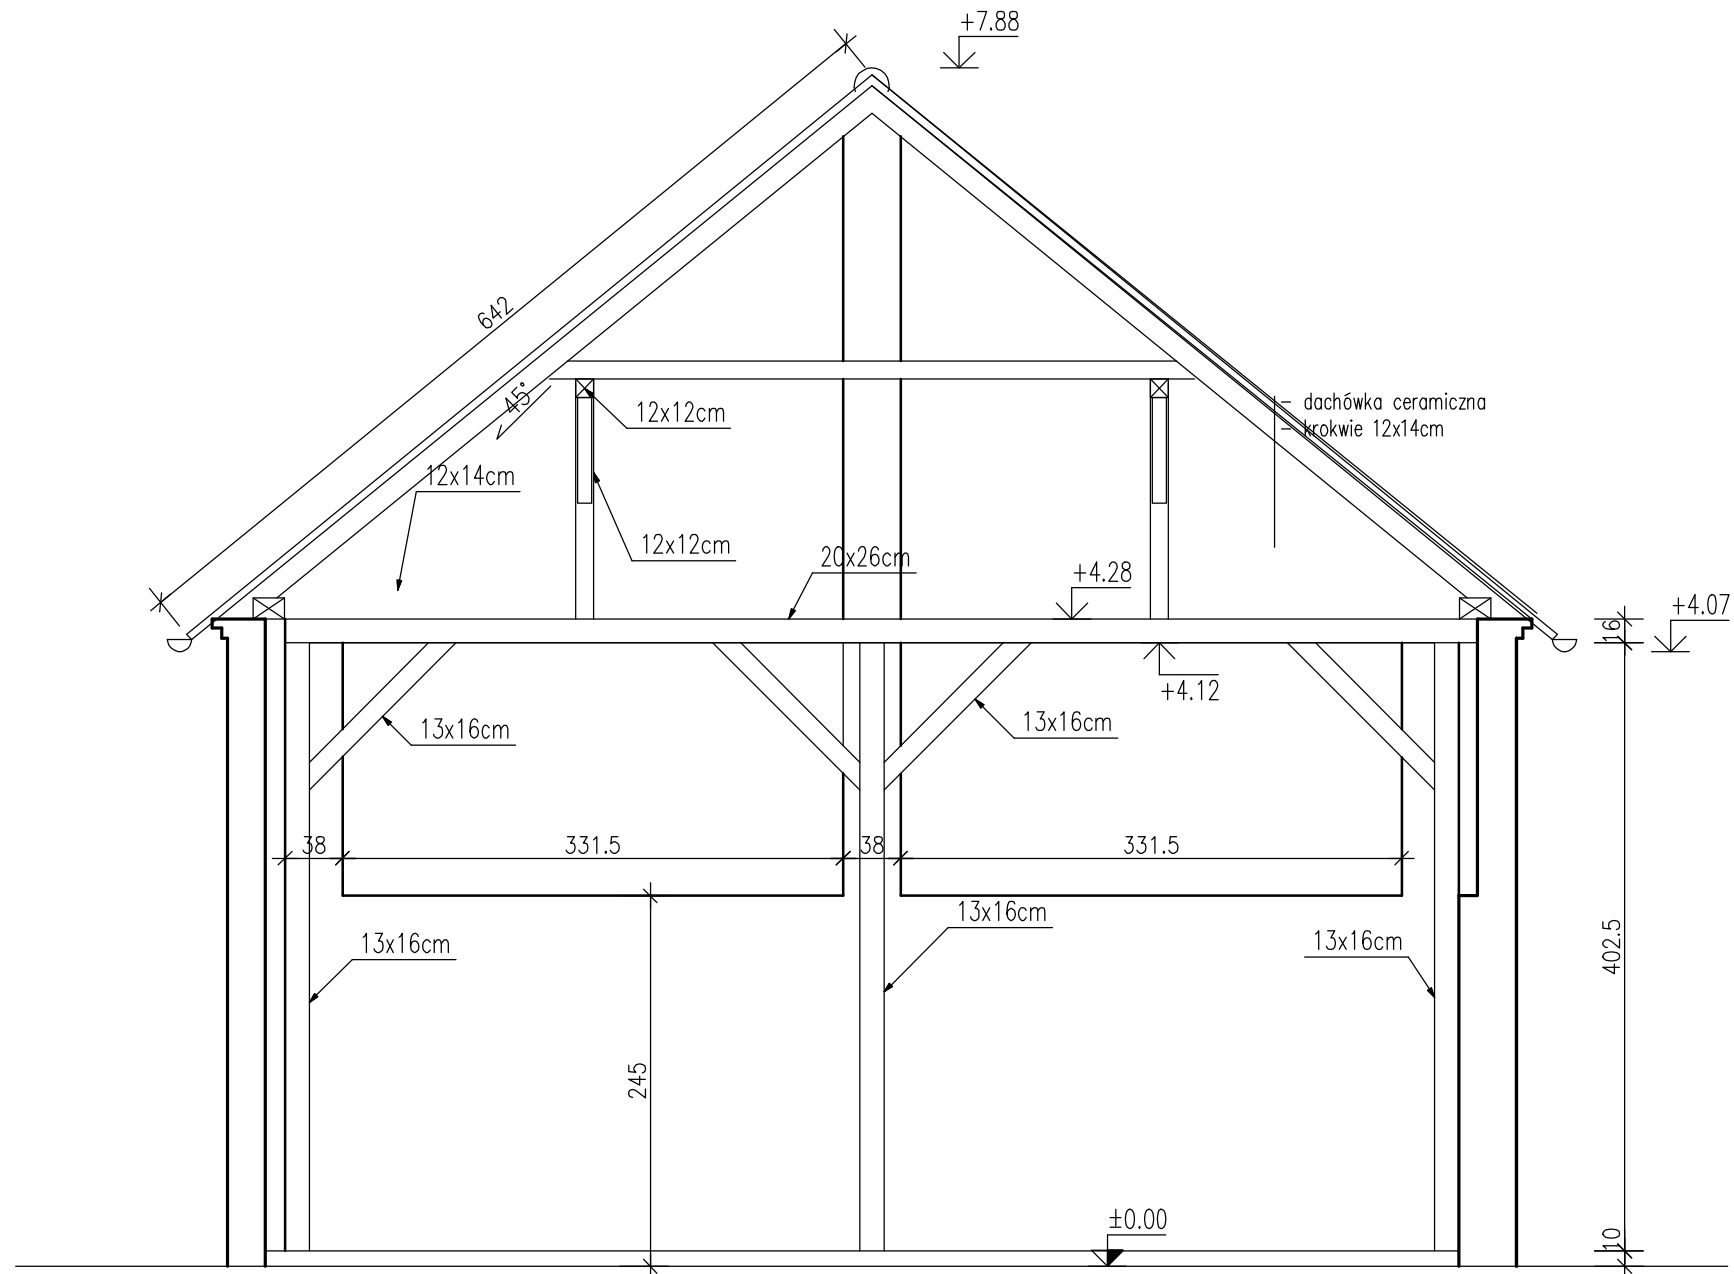 +7.88
642
< 45°
12x12cm
- dachówka ceramiczna
- krokwie 12x14cm
12x14cm
12x12cm
20x26cm
+4.28
+4.07
16
+4.12
13x16cm
13x16cm
38
331.5
38
331.5
13x16cm
13x16cm
13x16cm
402.5
245
±0.00
10